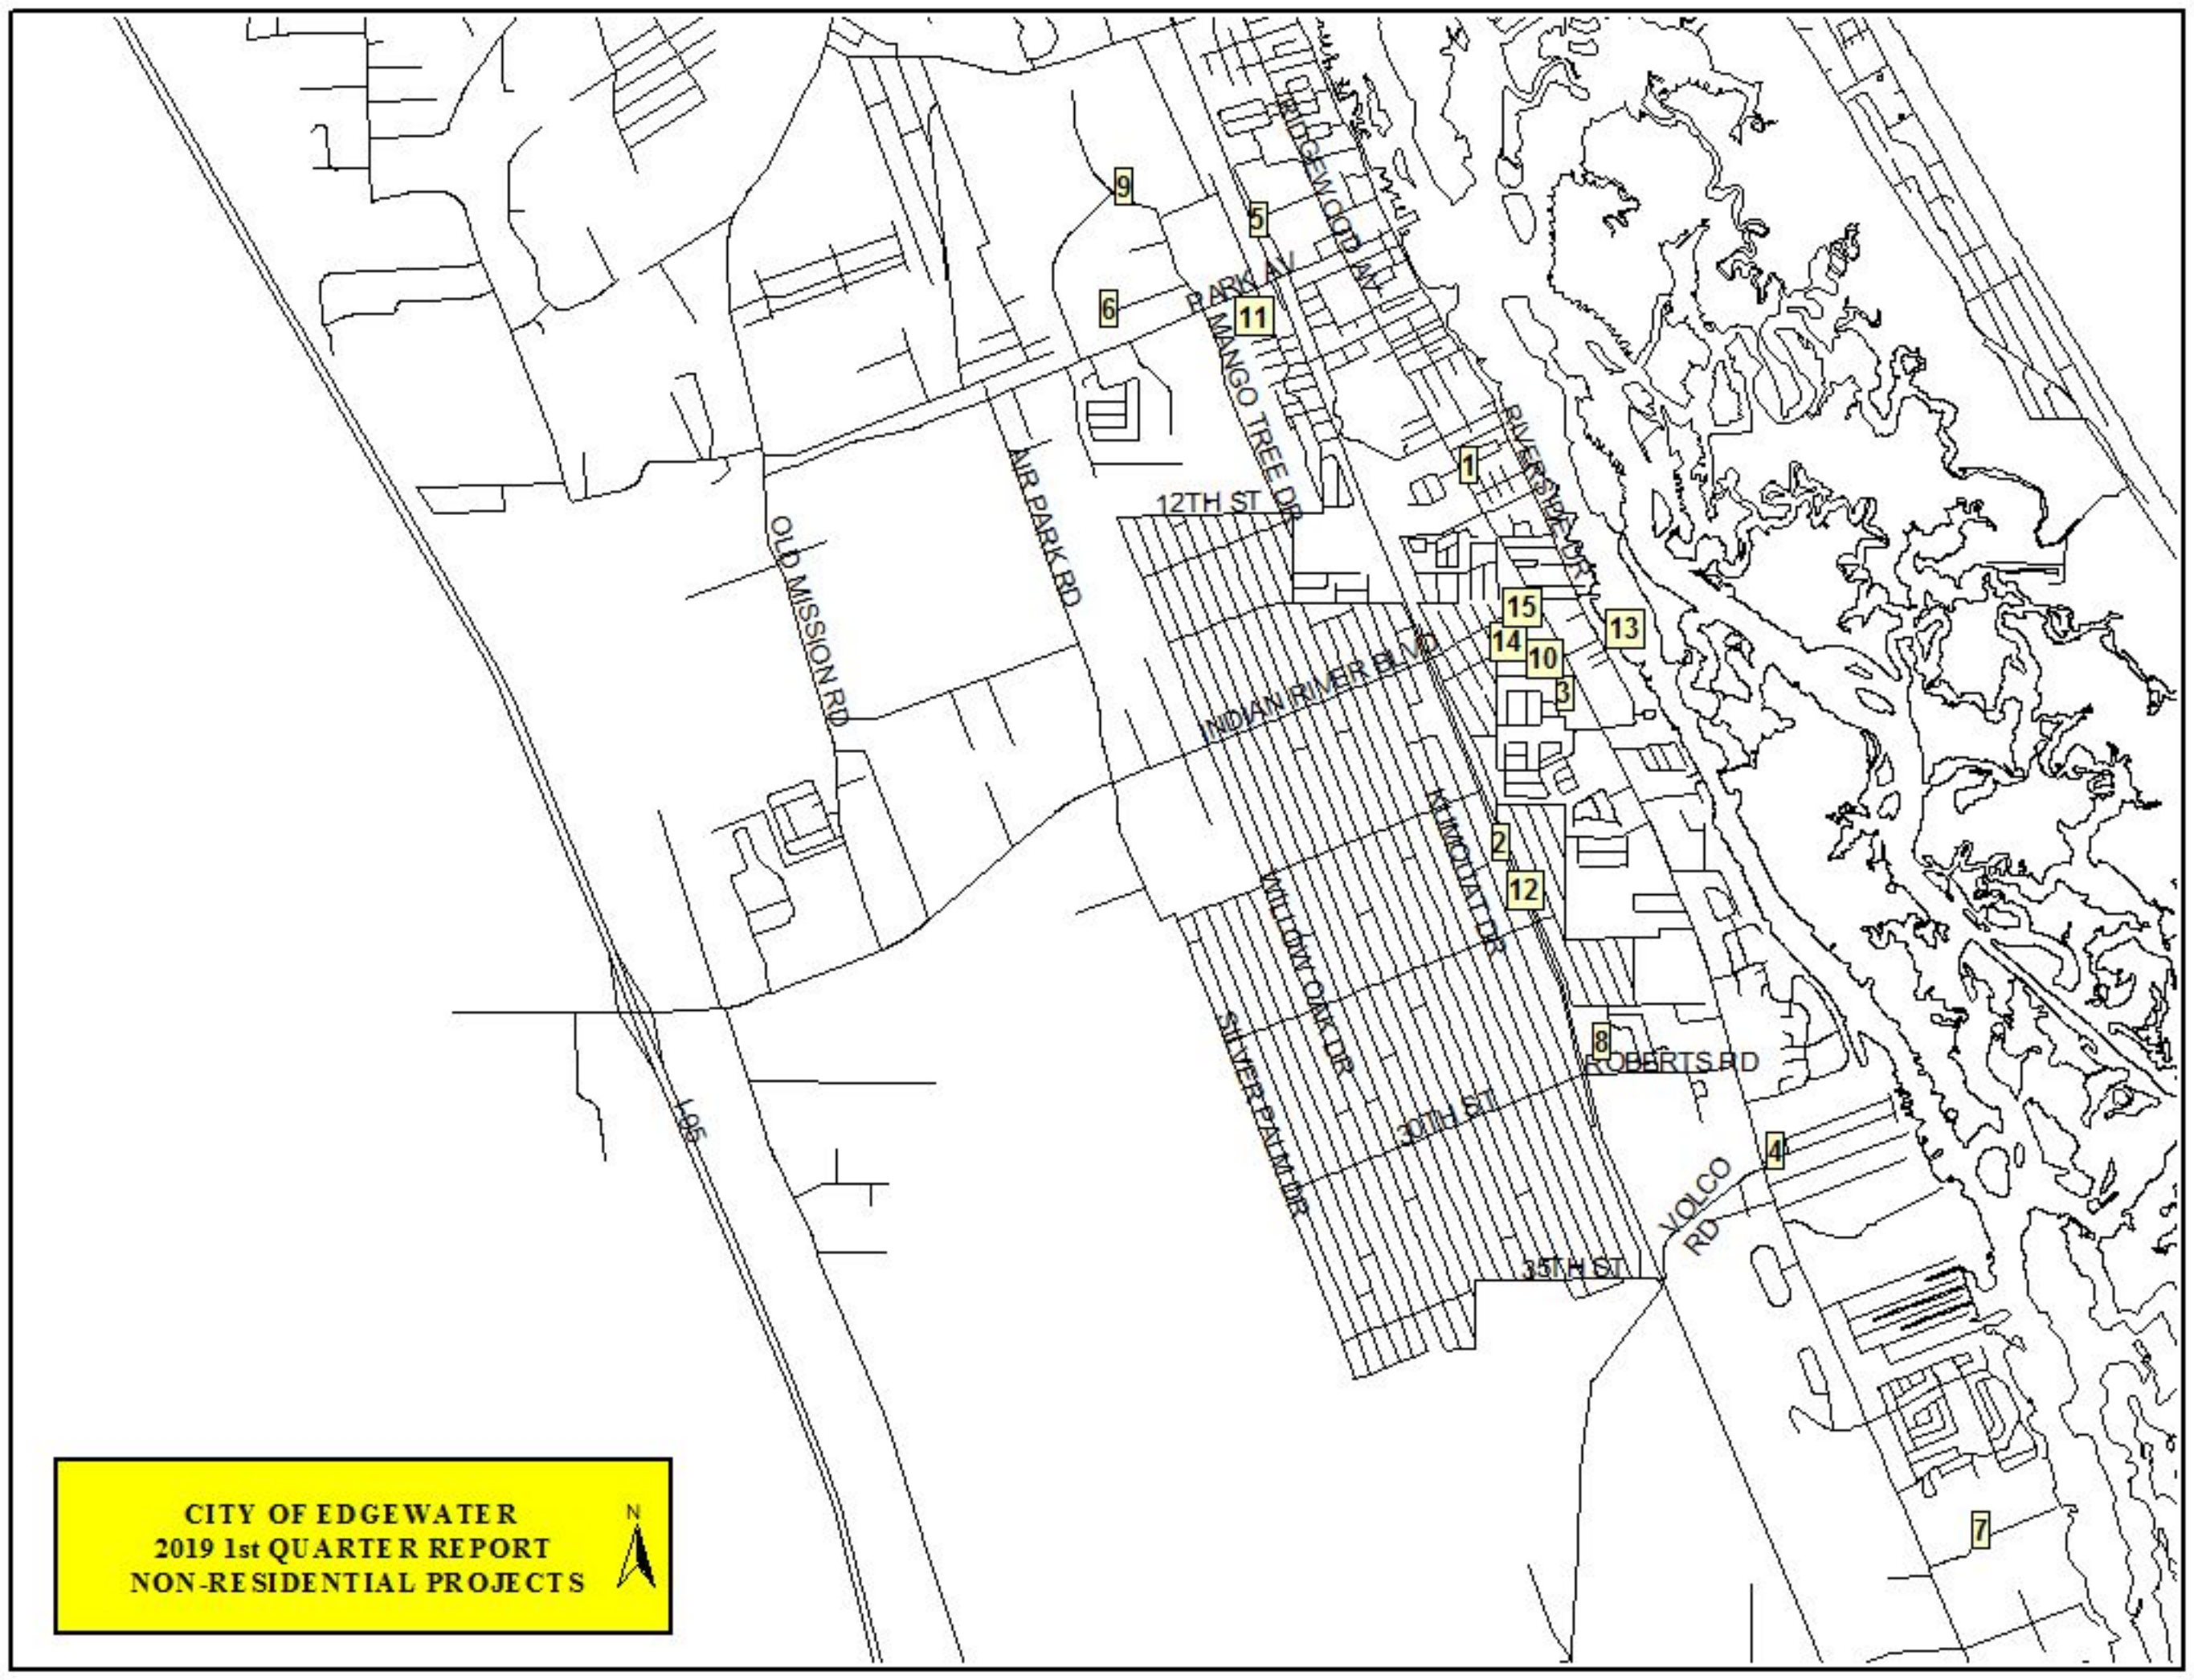 RIDGEWOOD AV
9
5
PARK AV
6
11
MANGO TREE DR
RIVERSIDE DR
1
AIR PARK RD
12TH ST
OLD MISSION RD
15
13
14
10
3
INDIAN RIVER BLVD
KUMQUAT DR
2
12
WILLOW OAK DR
SILVER PALM DR
8
ROBERTS RD
I-95
30TH ST
4
VOLCO
RD
35TH ST
7
CITY OF EDGEWATER
2019 1st QUARTER REPORT
NON-RESIDENTIAL PROJECTS
N